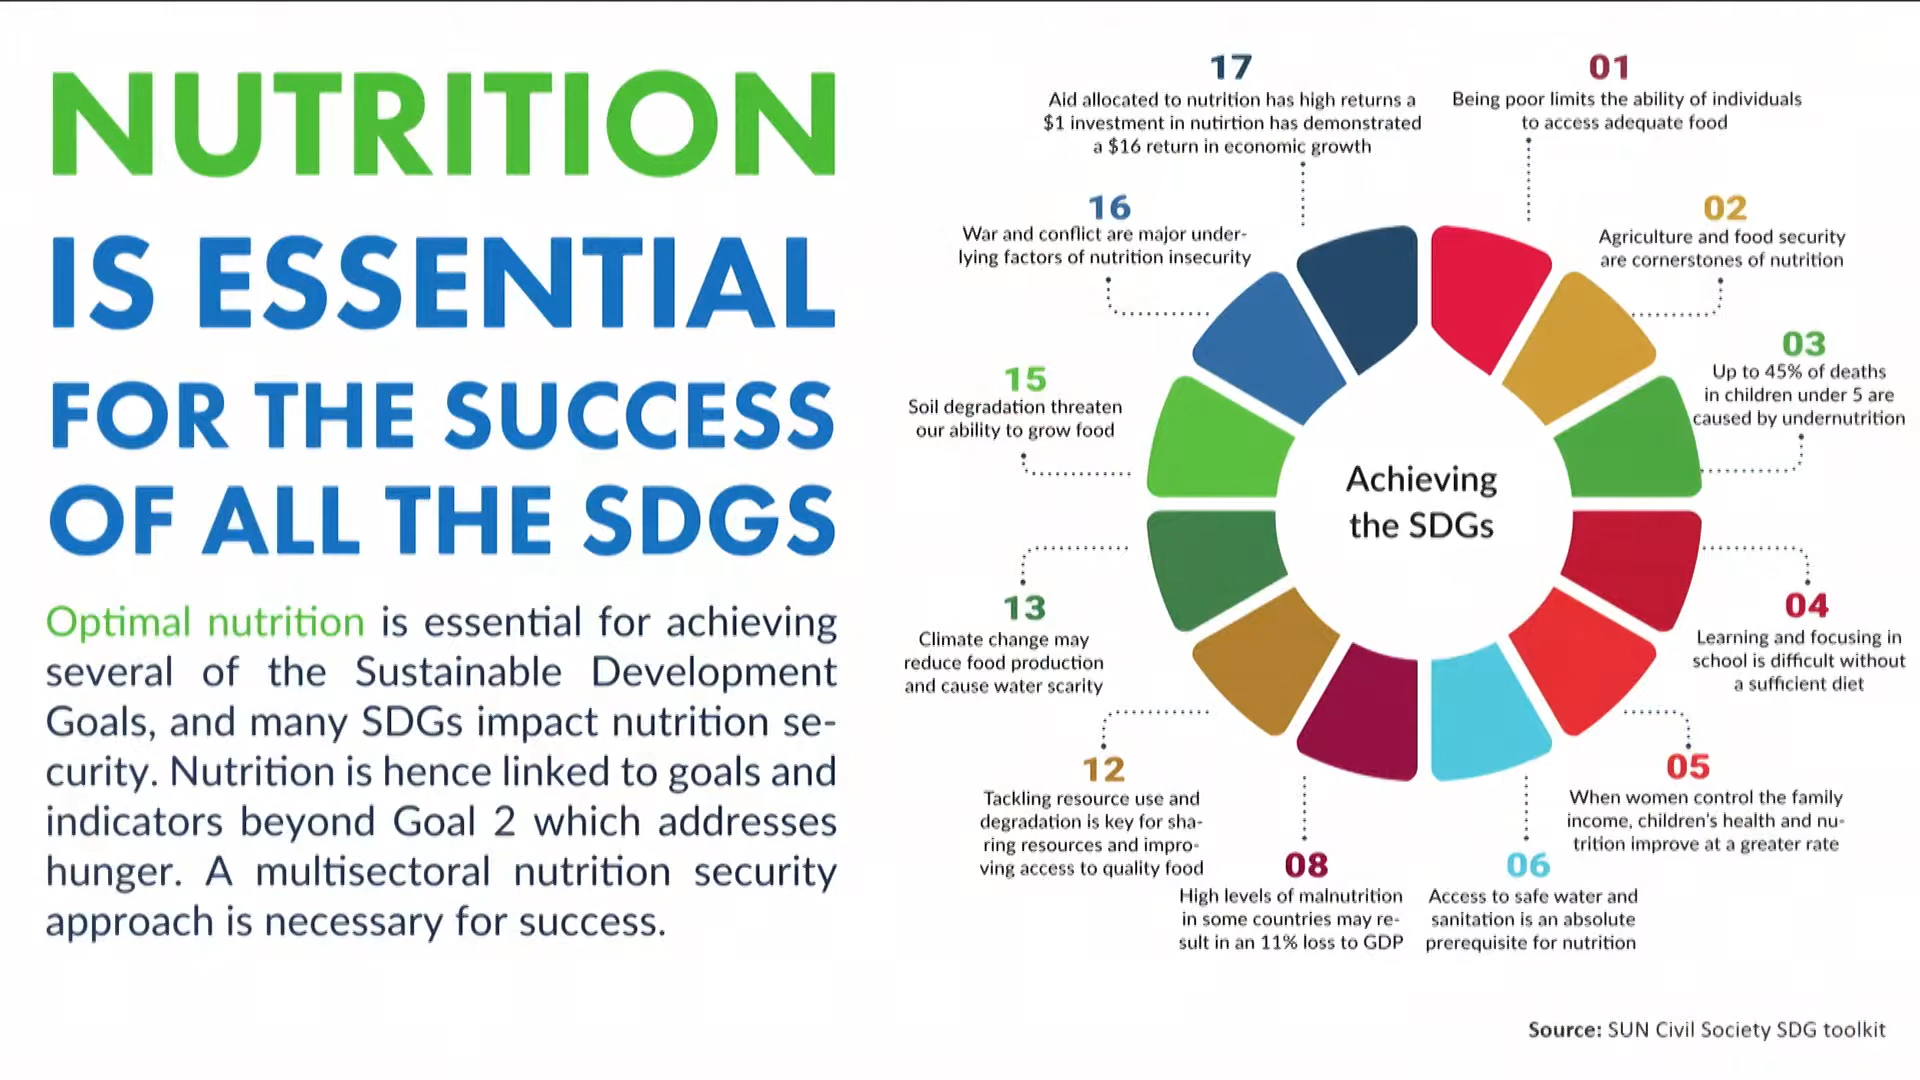 NUTRITION
IS ESSENTIAL
FOR THE SUCCESS
OF ALL THE SDGS
Optimal nutrition is essential for achieving
several of the Sustainable Development
Goals, and many SDGs impact nutrition se-
curity. Nutrition is hence linked to goals and
indicators beyond Goal 2 which addresses
hunger. A multisectoral nutrition security
approach is necessary for success.
17
Aid allocated to nutrition has high returns a
$1 investment in nutirtion has demonstrated
a $16 return in economic growth
01
Being poor limits the ability of individuals
to access adequate food
16
War and conflict are major under-
lying factors of nutrition insecurity
02
Agriculture and food security
are cornerstones of nutrition
15
Soil degradation threaten
our ability to grow food
03
Up to 45% of deaths
in children under 5 are
caused by undernutrition
Achieving
the SDGs
13
Climate change may
reduce food production
and cause water scarity
04
Learning and focusing in
school is difficult without
a sufficient diet
12
Tackling resource use and
degradation is key for sha-
ring resources and impro-
ving access to quality food
05
When women control the family
income, children's health and nu-
trition improve at a greater rate
08
High levels of malnutrition
in some countries may re-
sult in an 11% loss to GDP
06
Access to safe water and
sanitation is an absolute
prerequisite for nutrition
Source: SUN Civil Society SDG toolkit